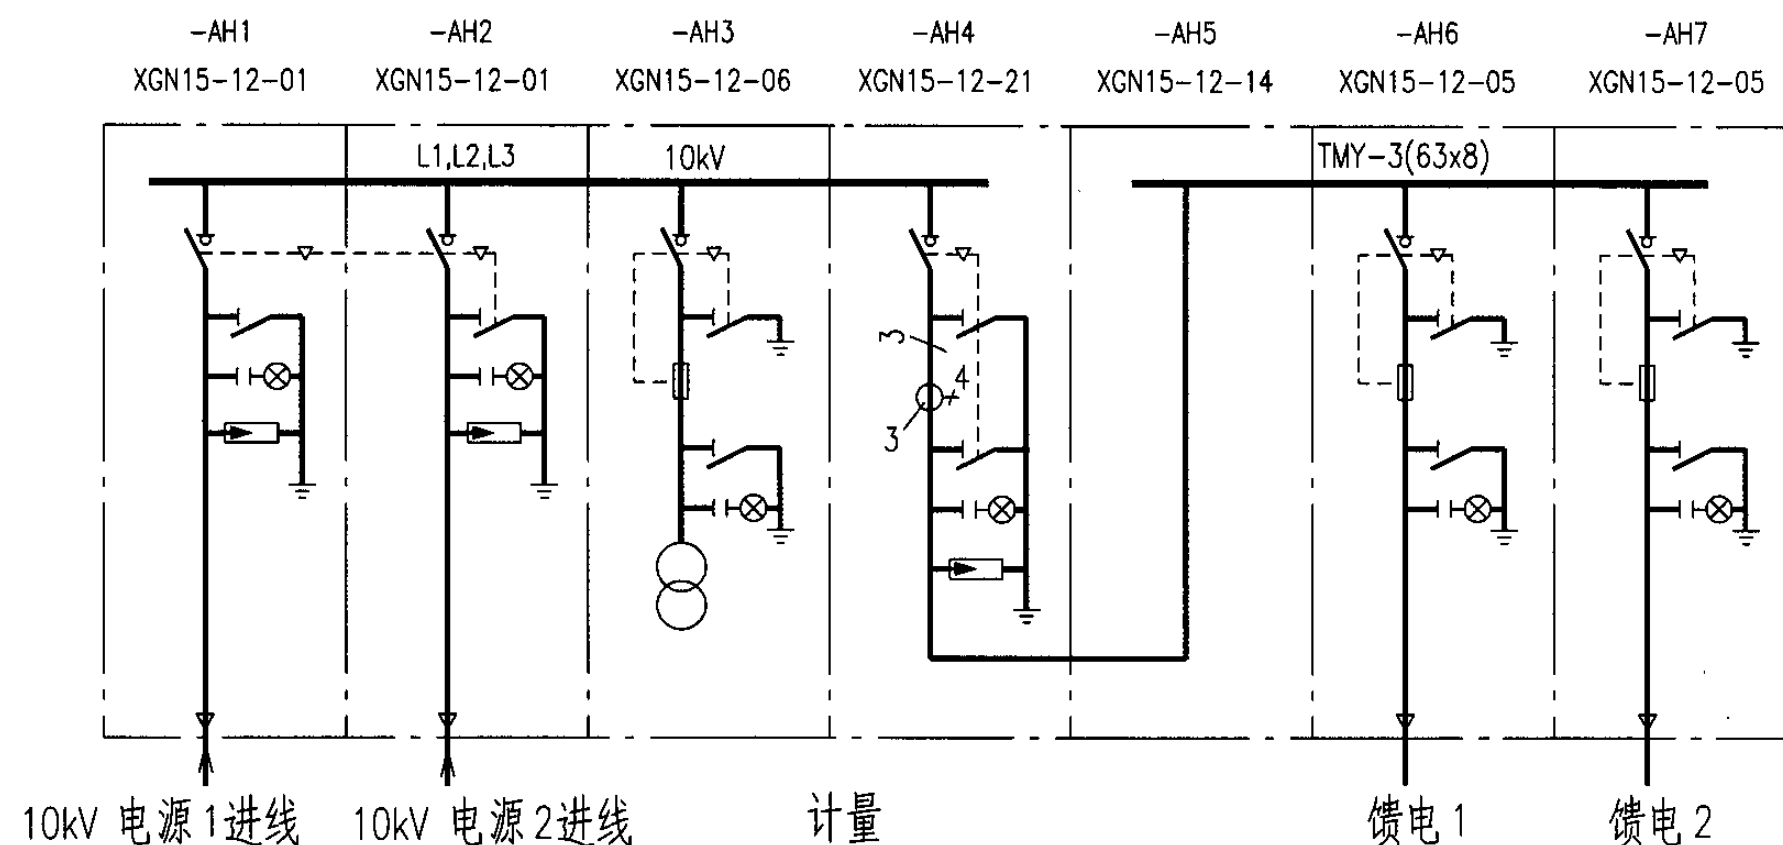 -AH1 -AH2 -AH3 -AH4 -AH5 -AH6 -AH7
XGN15-12-01 XGN15-12-01 XGN15-12-06 XGN15-12-21 XGN15-12-14 XGN15-12-05 XGN15-12-05
L1,L2,L3 10kV TMY-3(63x8)
3
4
3
10kV 电源1进线 10kV 电源2进线 计量 馈电1 馈电2